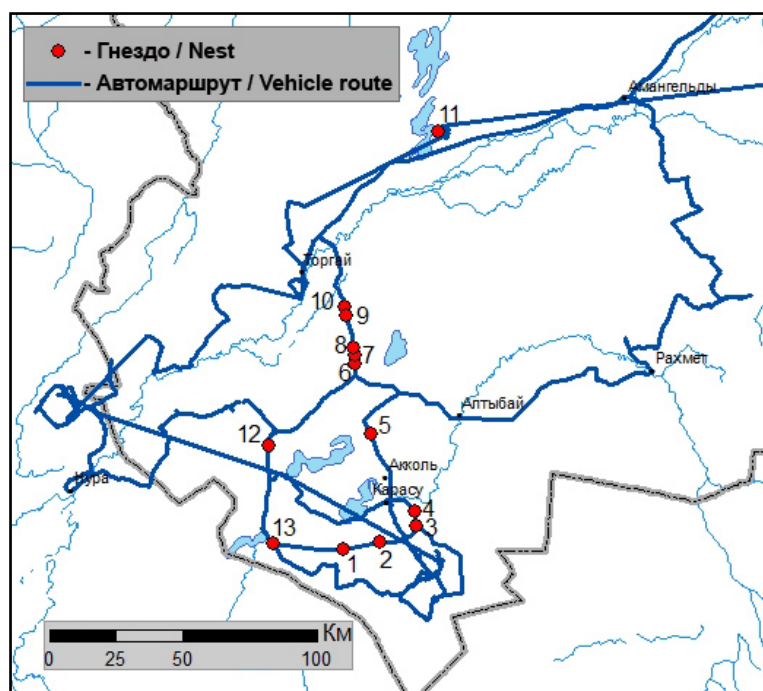 - Гнездо / Nest
- Автомаршрут / Vehicle route
Амангельды
11
Торгай
10
9
8
7
6
Рахмет
Алтыбай
5
12
Акколь
Нура
Карасу
4
3
13
2
1
Км
0 25 50 100